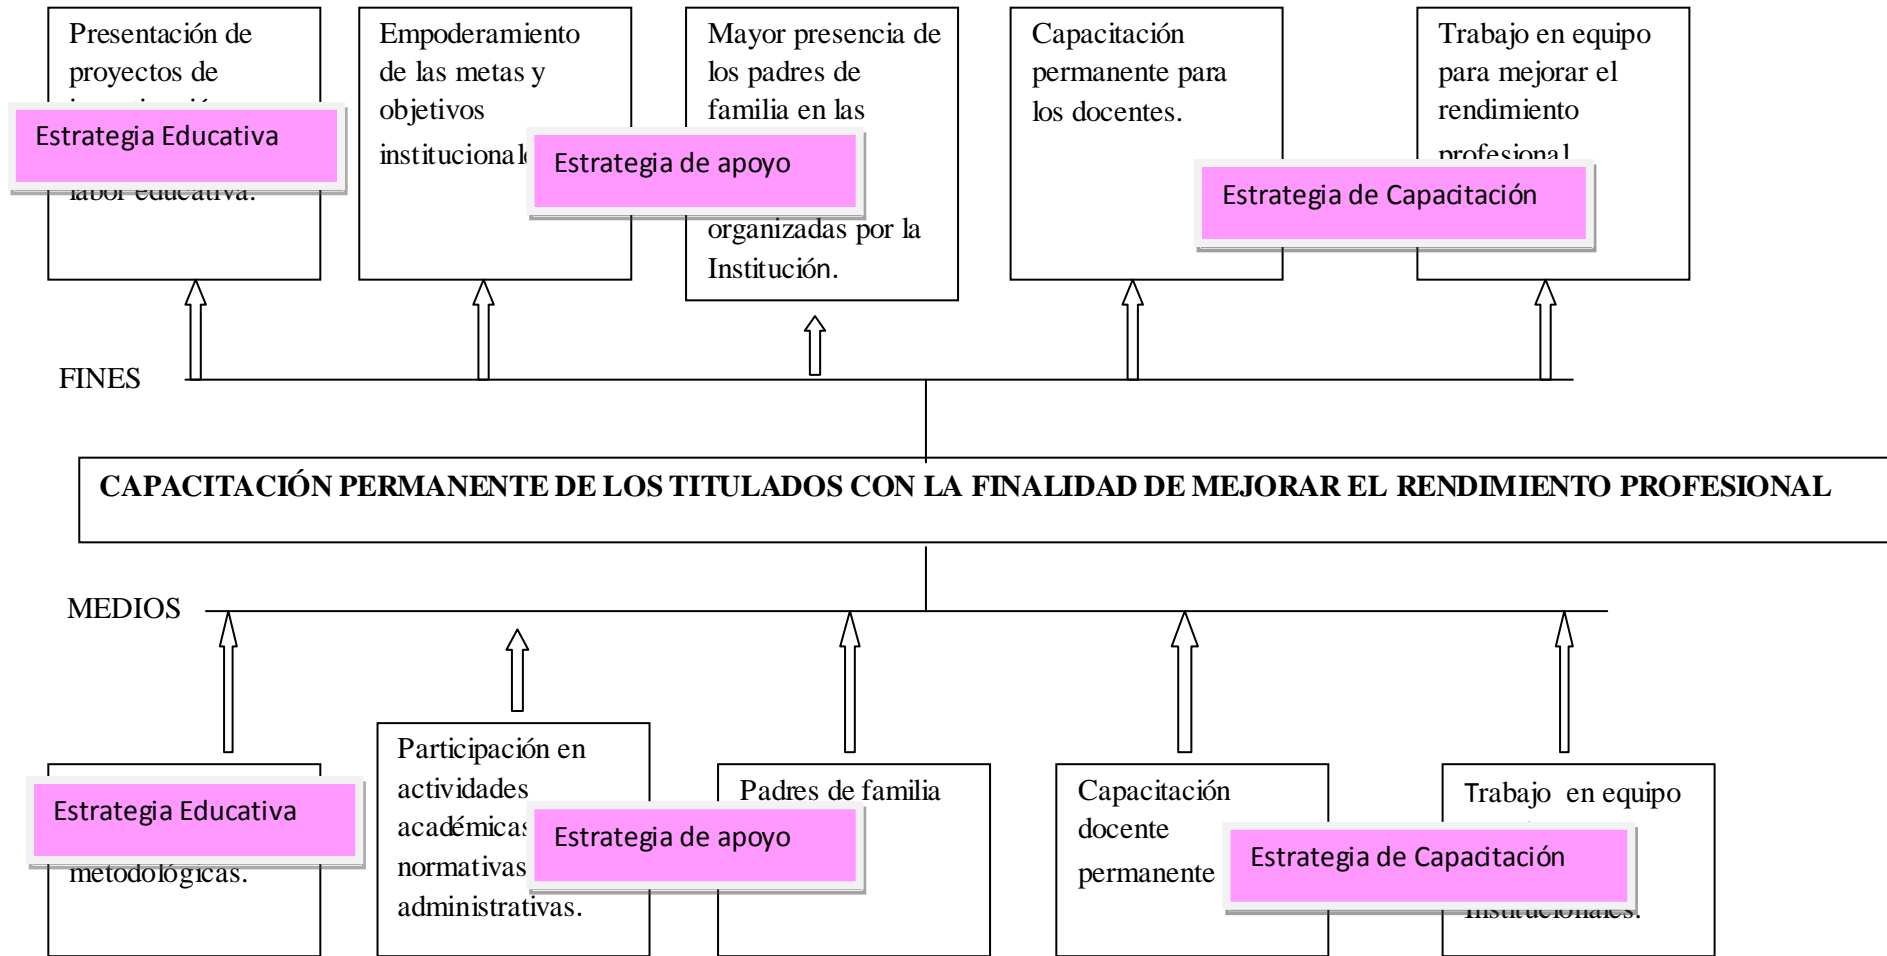 Presentación de
proyectos de
labor educativa.
Estrategia Educativa
Empoderamiento
de las metas y
objetivos
Mayor presencia de
los padres de
familia en las
organizadas por la
Institución.
Estrategia de apoyo
Capacitación
permanente para
los docentes.
Trabajo en equipo
para mejorar el
rendimiento
profesional
Estrategia de Capacitación
FINES
CAPACITACIÓN PERMANENTE DE LOS TITULADOS CON LA FINALIDAD DE MEJORAR EL RENDIMIENTO PROFESIONAL
MEDIOS
Estrategia Educativa
metodológicas.
Participación en
actividades
académicas
normativas
administrativas.
Estrategia de apoyo
Padres de familia
Capacitación
docente
permanente
Trabajo en equipo
Institucionales.
Estrategia de Capacitación